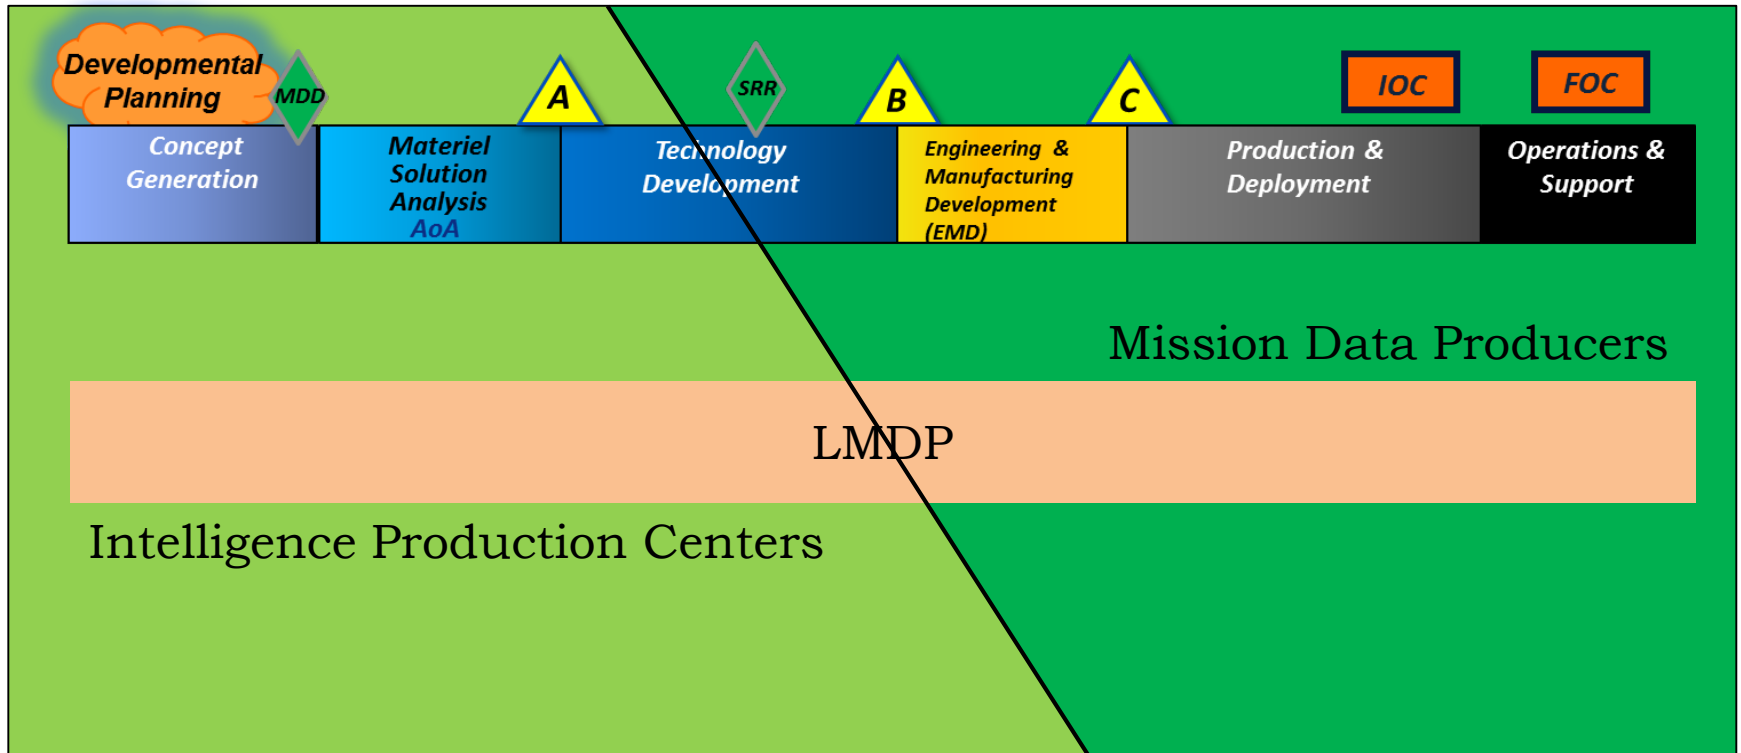 Developmental
Planning
MDD
A
SRR
B
C
IOC
FOC
Concept
Generation
Materiel
Solution
Analysis
AoA
Technology
Development
Engineering &
Manufacturing
Development
(EMD)
Production &
Deployment
Operations &
Support
Mission Data Producers
LMDP
Intelligence Production Centers